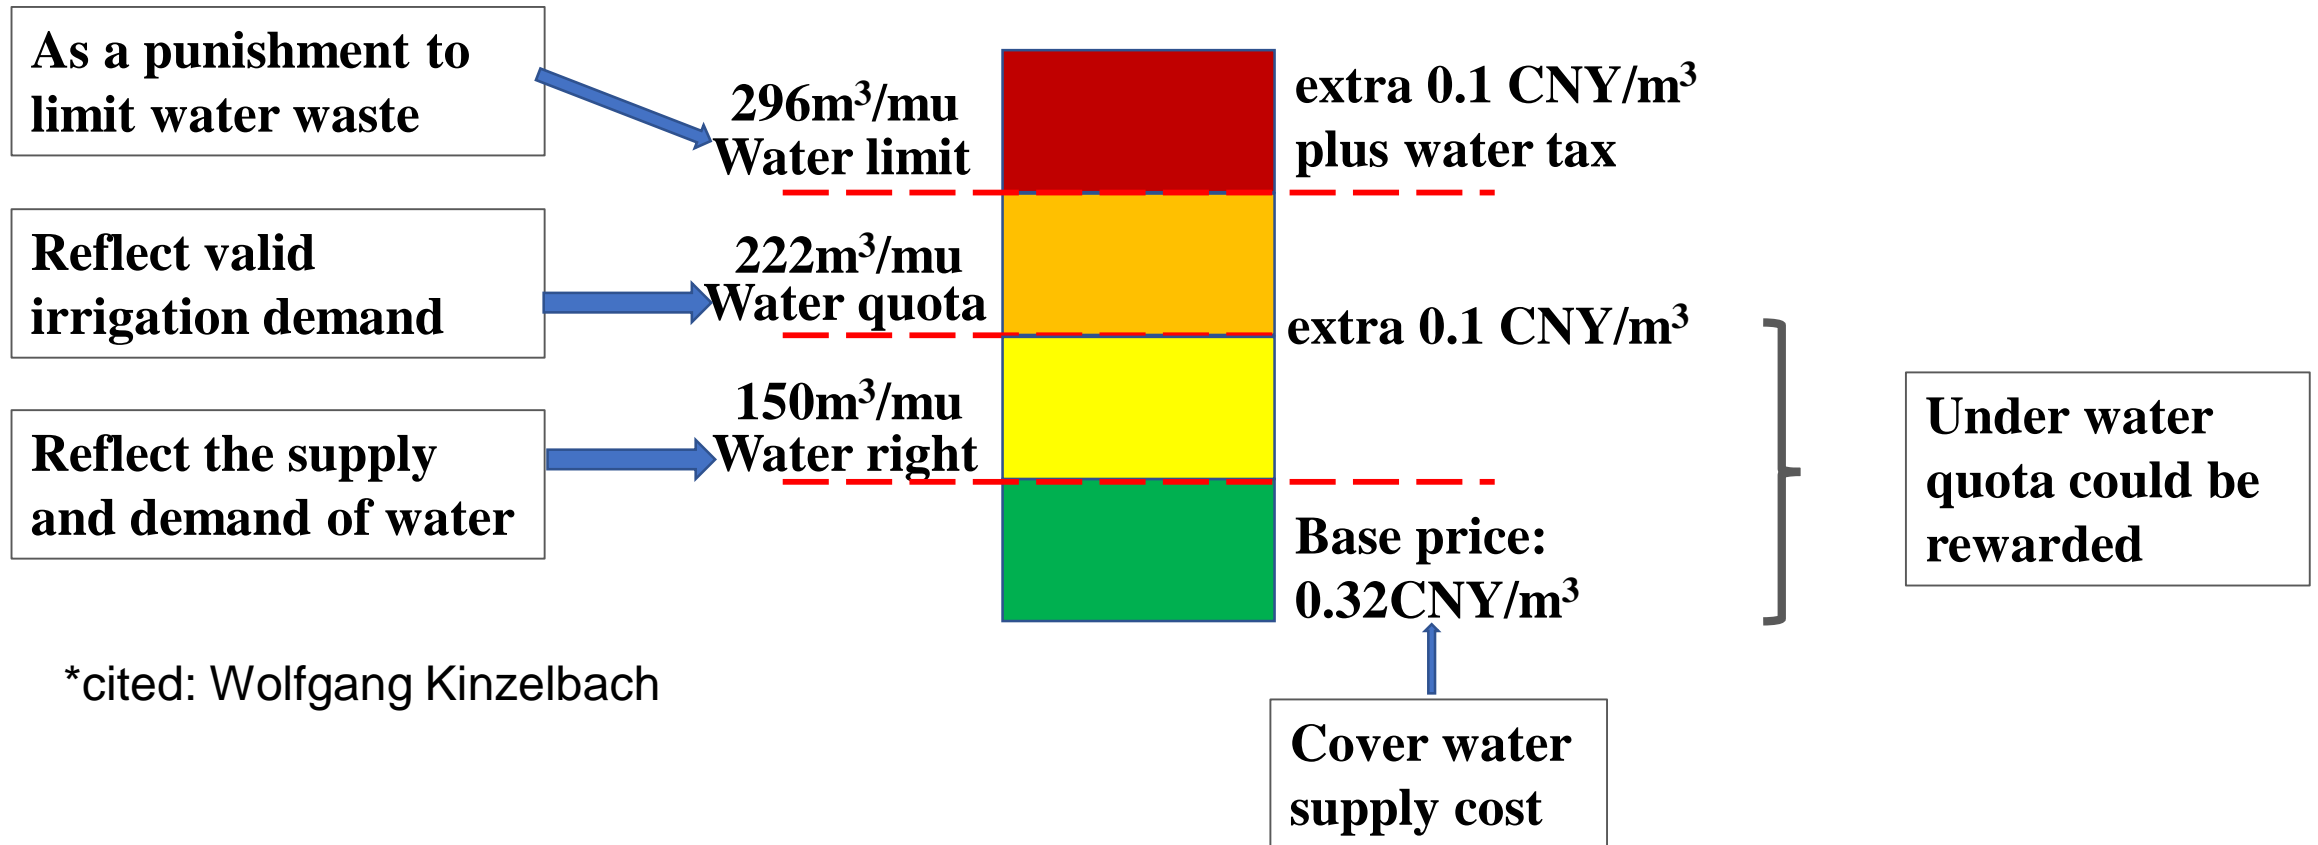 As a punishment to
limit water waste
296m³/mu
Water limit
extra 0.1 CNY/m³
plus water tax
Reflect valid
irrigation demand
222m³/mu
Water quota
extra 0.1 CNY/m³
Reflect the supply
and demand of water
150m³/mu
Water right
Under water
quota could be
rewarded
Base price:
0.32CNY/m³
*cited: Wolfgang Kinzelbach
Cover water
supply cost